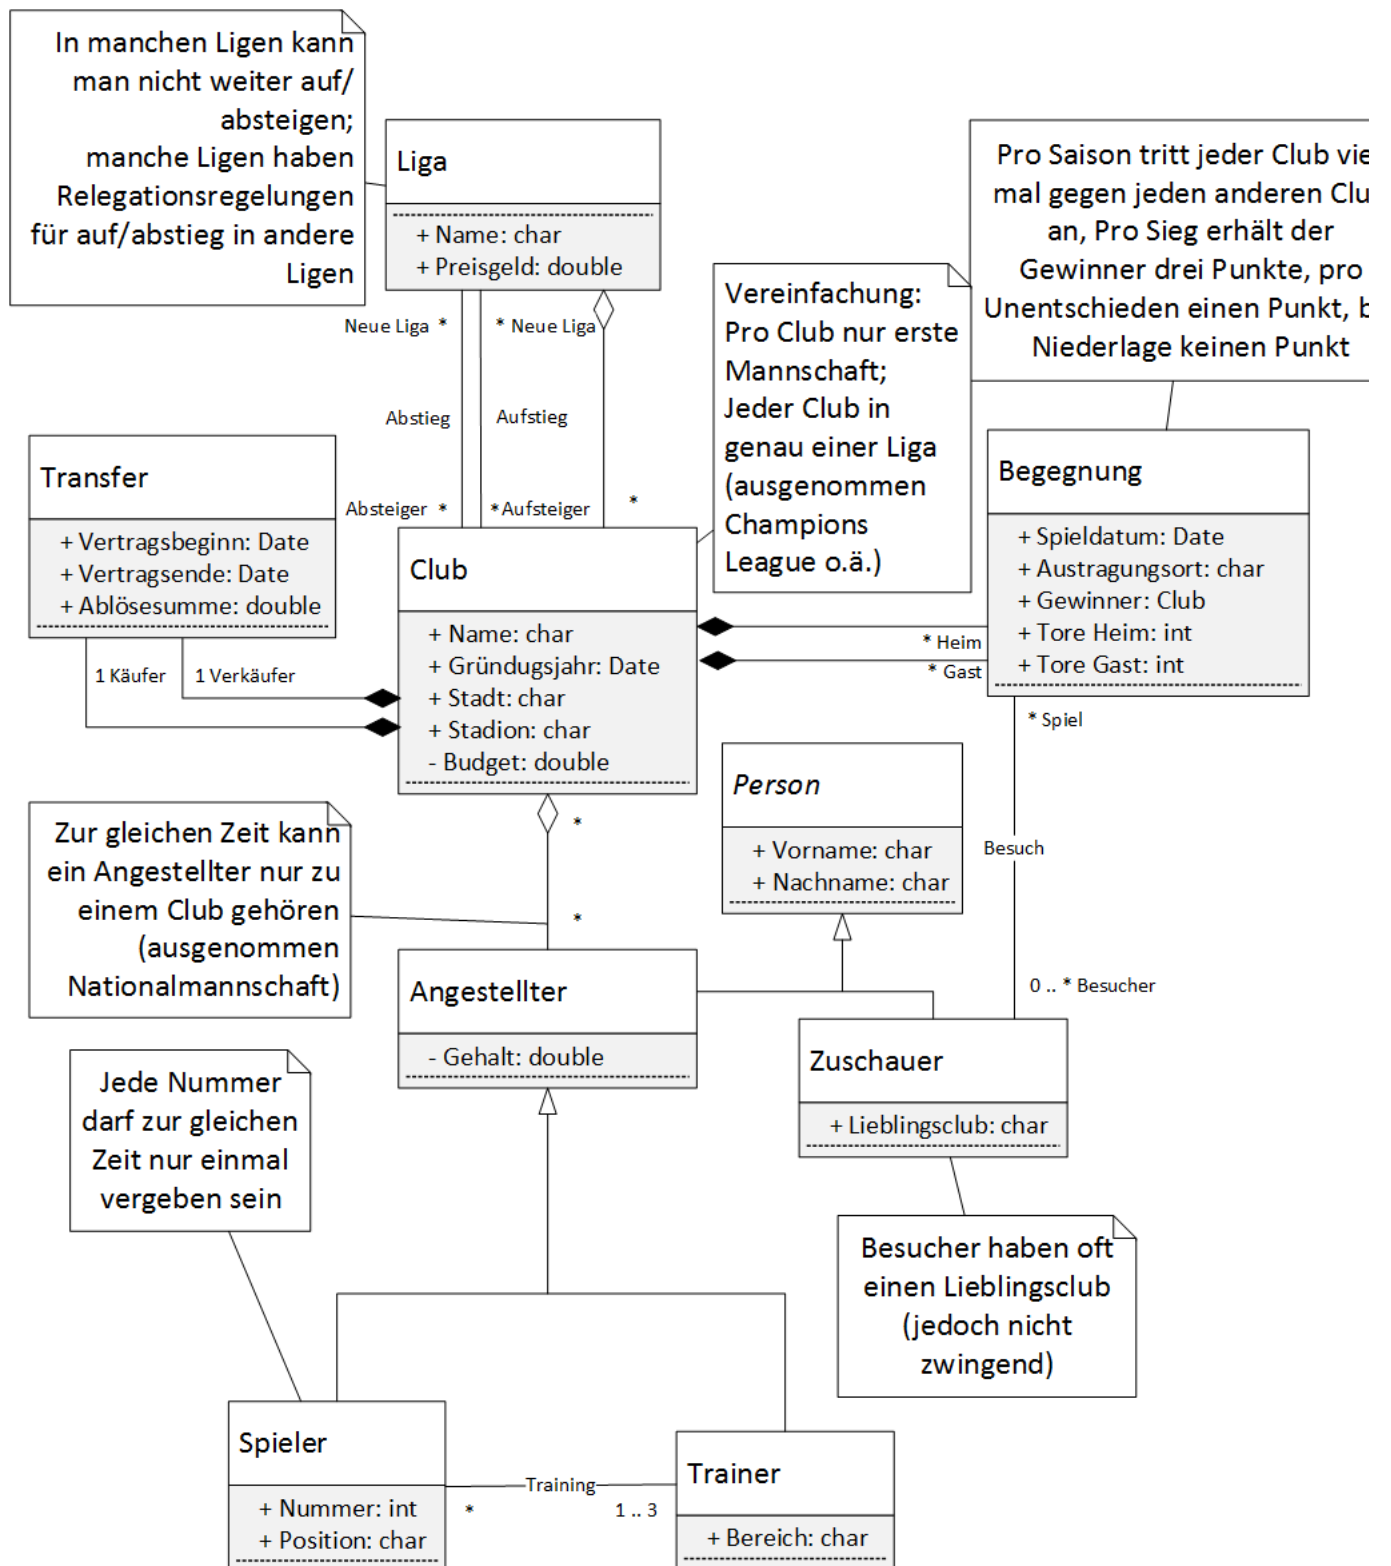 In manchen Ligen kann
man nicht weiter auf/
absteigen;
manche Ligen haben
Relegationsregelungen
für auf/abstieg in andere
Ligen
Liga
+ Name: char
+ Preisgeld: double
Pro Saison tritt jeder Club
mal gegen jeden anderen
an, Pro Sieg erhält der
Gewinner drei Punkte, pro
Unentschieden einen Punkt,
Niederlage keinen Punkt
Vereinfachung:
Pro Club nur erste
Mannschaft;
Jeder Club in
genau einer Liga
(ausgenommen
Champions
League o.ä.)
Neue Liga *
* Neue Liga
Abstieg
Aufstieg
Absteiger *
* Aufsteiger
*
Transfer
+ Vertragsbeginn: Date
+ Vertragsende: Date
+ Ablösesumme: double
1 Käufer
1 Verkäufer
Club
+ Name: char
+ Gründugsjahr: Date
+ Stadt: char
+ Stadion: char
- Budget: double
Begegnung
+ Spieldatum: Date
+ Austragungsort: char
+ Gewinner: Club
+ Tore Heim: int
+ Tore Gast: int
* Heim
* Gast
* Spiel
Besuch
0 .. * Besucher
Person
+ Vorname: char
+ Nachname: char
Zur gleichen Zeit kann
ein Angestellter nur zu
einem Club gehören
(ausgenommen
Nationalmannschaft)
*
*
Angestellter
- Gehalt: double
Zuschauer
+ Lieblingsclub: char
Jede Nummer
darf zur gleichen
Zeit nur einmal
vergeben sein
Besucher haben oft
einen Lieblingsclub
(jedoch nicht
zwingend)
Spieler
+ Nummer: int
+ Position: char
Training
*
1 .. 3
Trainer
+ Bereich: char